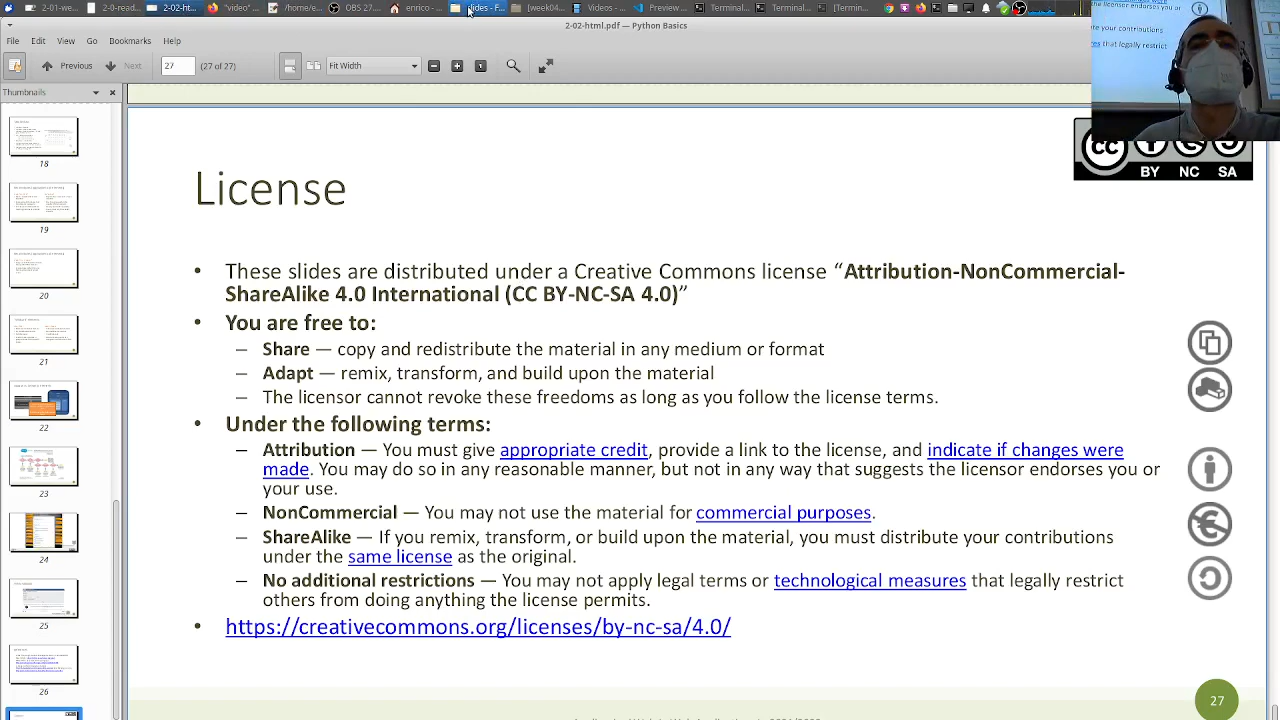 2-02-html.pdf — Python Basics
File Edit View Go Bookmarks Help
Previous Next 27 (27 of 27) Fit Width
Thumbnails
18
19
20
21
22
23
24
25
26
BY NC SA
License
• These slides are distributed under a Creative Commons license “Attribution-NonCommercial-
ShareAlike 4.0 International (CC BY-NC-SA 4.0)”
• You are free to:
– Share — copy and redistribute the material in any medium or format
– Adapt — remix, transform, and build upon the material
– The licensor cannot revoke these freedoms as long as you follow the license terms.
• Under the following terms:
– Attribution — You must give appropriate credit, provide a link to the license, and indicate if changes were
made. You may do so in any reasonable manner, but not in any way that suggests the licensor endorses you or
your use.
– NonCommercial — You may not use the material for commercial purposes.
– ShareAlike — If you remix, transform, or build upon the material, you must distribute your contributions
under the same license as the original.
– No additional restrictions — You may not apply legal terms or technological measures that legally restrict
others from doing anything the license permits.
• https://creativecommons.org/licenses/by-nc-sa/4.0/
27